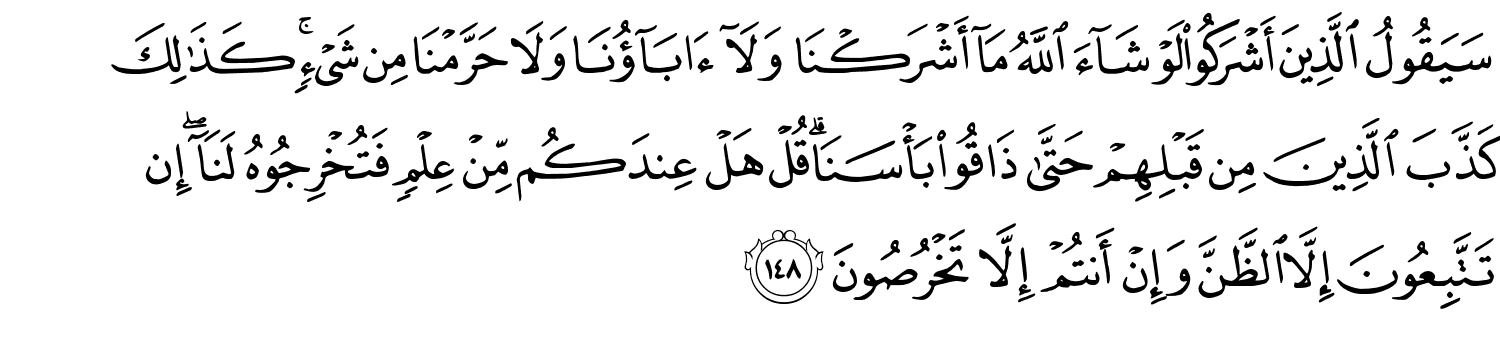 سَيَقُولُ ٱلَّذِينَ أَشْرَكُوا۟ لَوْ شَآءَ ٱللَّهُ مَآ أَشْرَكْنَا وَلَآ ءَابَآؤُنَا وَلَا حَرَّمْنَا مِن شَىْءٍۚ كَذَٰلِكَ
كَذَّبَ ٱلَّذِينَ مِن قَبْلِهِمْ حَتَّىٰ ذَاقُوا۟ بَأْسَنَاۗ قُلْ هَلْ عِندَكُم مِّنْ عِلْمٍ فَتُخْرِجُوهُ لَنَآۖ إِن
تَتَّبِعُونَ إِلَّا ٱلظَّنَّ وَإِنْ أَنتُمْ إِلَّا تَخْرُصُونَ ١٤٨